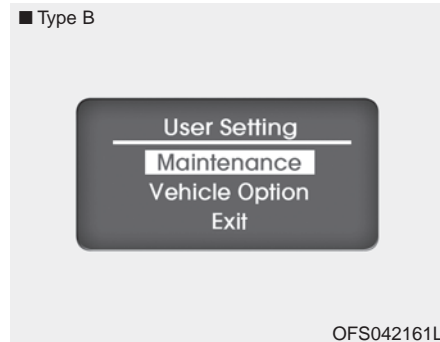 ■ Type B
User Setting
Maintenance
Vehicle Option
Exit
OFS042161L